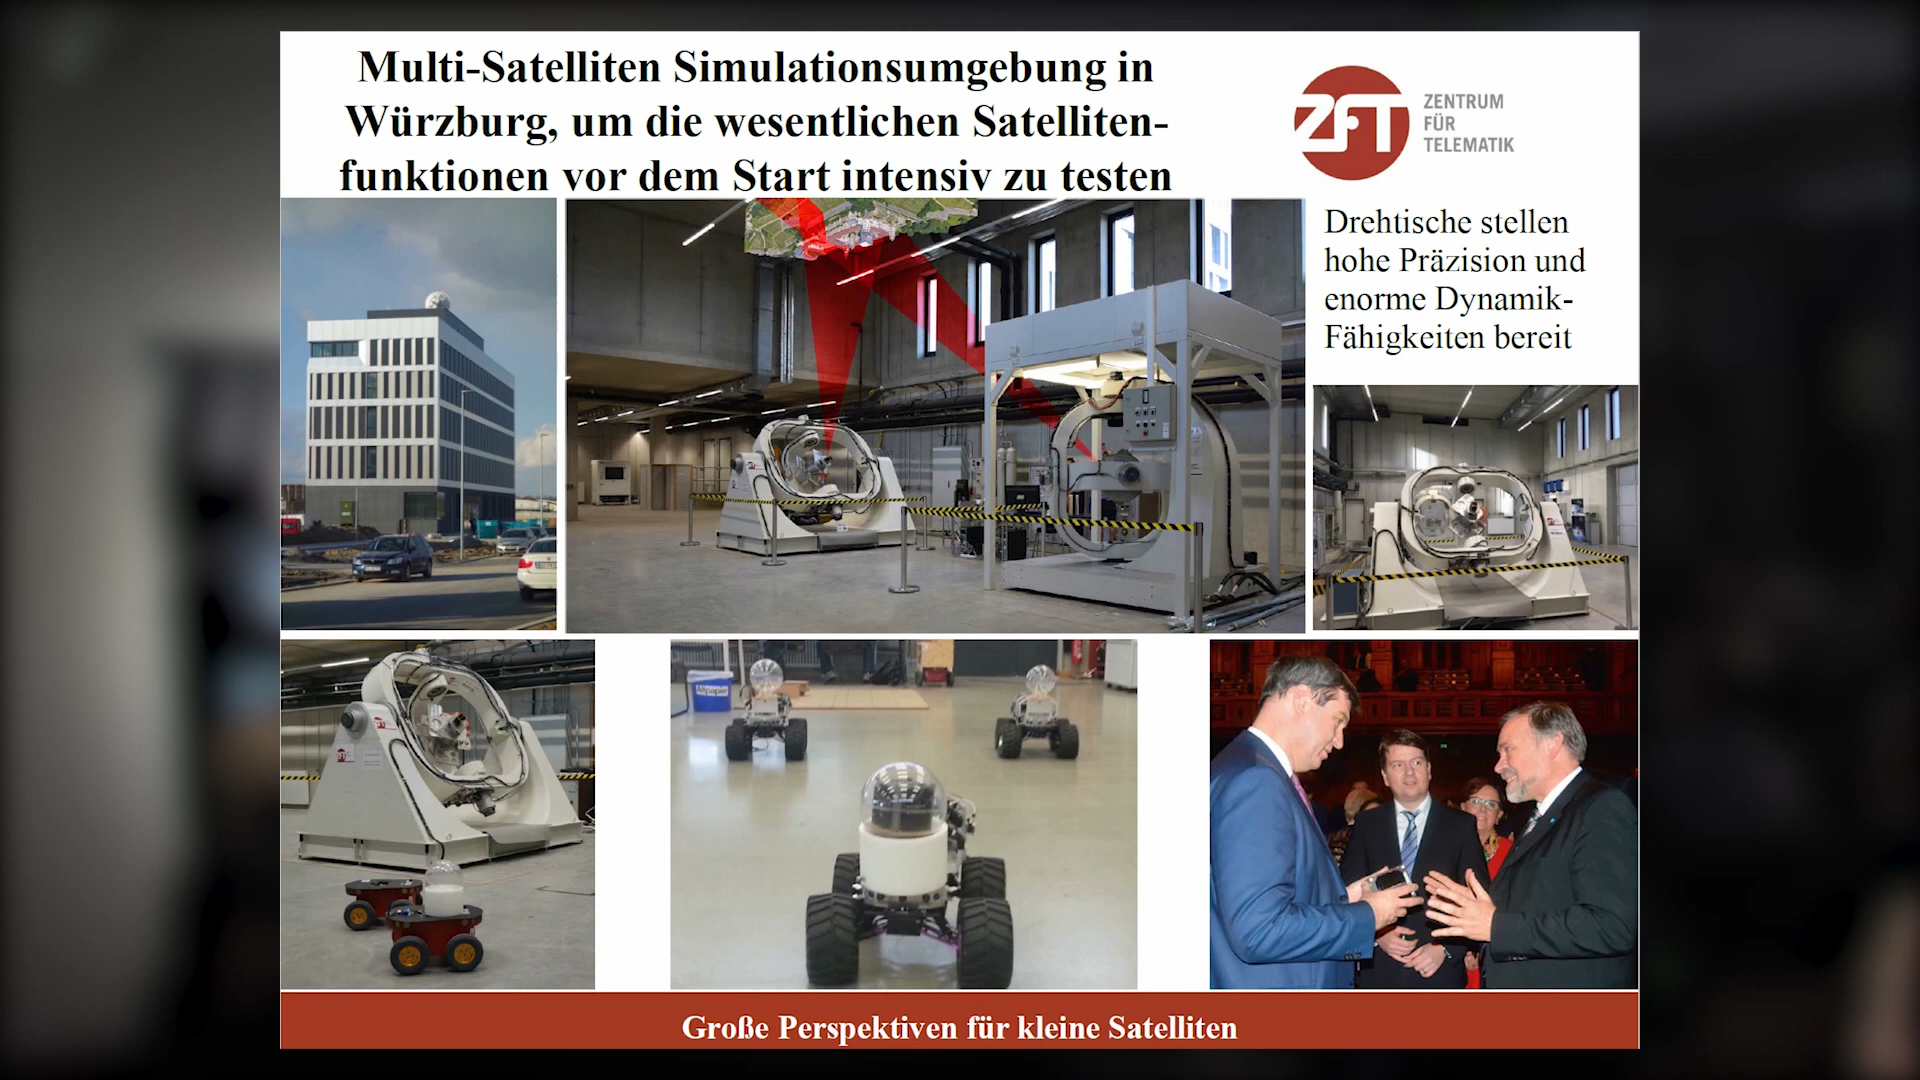 Multi-Satelliten Simulationsumgebung in
Würzburg, um die wesentlichen Satelliten-
funktionen vor dem Start intensiv zu testen
ZFT
ZENTRUM
FÜR
TELEMATIK
Drehtische stellen
hohe Präzision und
enorme Dynamik-
Fähigkeiten bereit
Altpapier
Große Perspektiven für kleine Satelliten